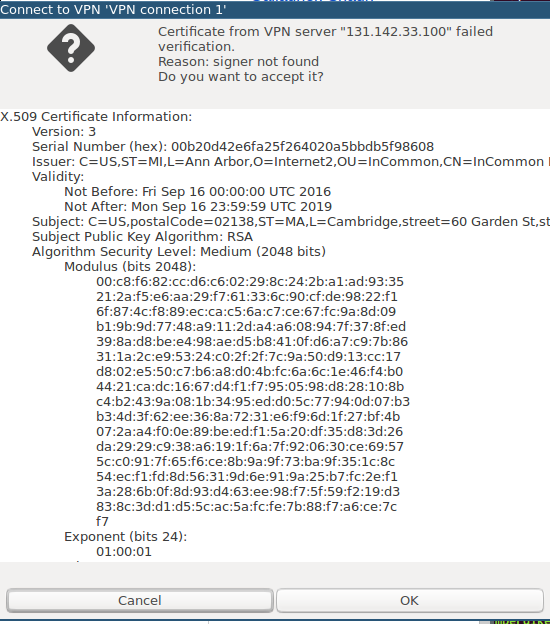 Connect to VPN 'VPN connection 1'
Certificate from VPN server "131.142.33.100" failed
verification.
Reason: signer not found
Do you want to accept it?
X.509 Certificate Information:
Version: 3
Serial Number (hex): 00b20d42e6fa25f264020a5bbdb5f98608
Issuer: C=US,ST=MI,L=Ann Arbor,O=Internet2,OU=InCommon,CN=InCommon
Validity:
Not Before: Fri Sep 16 00:00:00 UTC 2016
Not After: Mon Sep 16 23:59:59 UTC 2019
Subject: C=US,postalCode=02138,ST=MA,L=Cambridge,street=60 Garden St,st
Subject Public Key Algorithm: RSA
Algorithm Security Level: Medium (2048 bits)
Modulus (bits 2048):
00:c8:f6:82:cc:d6:c6:02:29:8c:24:2b:a1:ad:93:35
21:2a:f5:e6:aa:29:f7:61:33:6c:90:cf:de:98:22:f1
6f:87:4c:f8:89:ec:ca:c5:6a:c7:ce:67:fc:9a:8d:09
b1:9b:9d:77:48:a9:11:2d:a4:a6:08:94:7f:37:8f:ed
39:8a:d8:be:e4:98:ae:d5:b8:41:0f:d6:a7:c9:7b:86
31:1a:2c:e9:53:24:c0:2f:2f:7c:9a:50:d9:13:cc:17
d8:02:e5:50:c7:b6:a8:d0:4b:fc:6a:6c:1e:46:f4:b0
44:21:ca:dc:16:67:d4:f1:f7:95:05:98:d8:28:10:8b
c4:b2:43:9a:08:1b:34:95:ed:d0:5c:77:94:0d:07:b3
b3:4d:3f:62:ee:36:8a:72:31:e6:f9:6d:1f:27:bf:4b
07:2a:a4:f0:0e:89:be:ed:f1:5a:20:df:35:d8:3d:26
da:29:29:c9:38:a6:19:1f:6a:7f:92:06:30:ce:69:57
5c:c0:91:7f:65:f6:ce:8b:9a:9f:73:ba:9f:35:1c:8c
54:ec:f1:fd:8d:56:31:9d:6e:91:9a:25:b7:fc:2e:f1
3a:28:6b:0f:8d:93:d4:63:ee:98:f7:5f:59:f2:19:d3
83:8c:3d:d1:d5:5c:ac:5a:fc:fe:7b:88:f7:a6:ce:7c
f7
Exponent (bits 24):
01:00:01
Cancel
OK